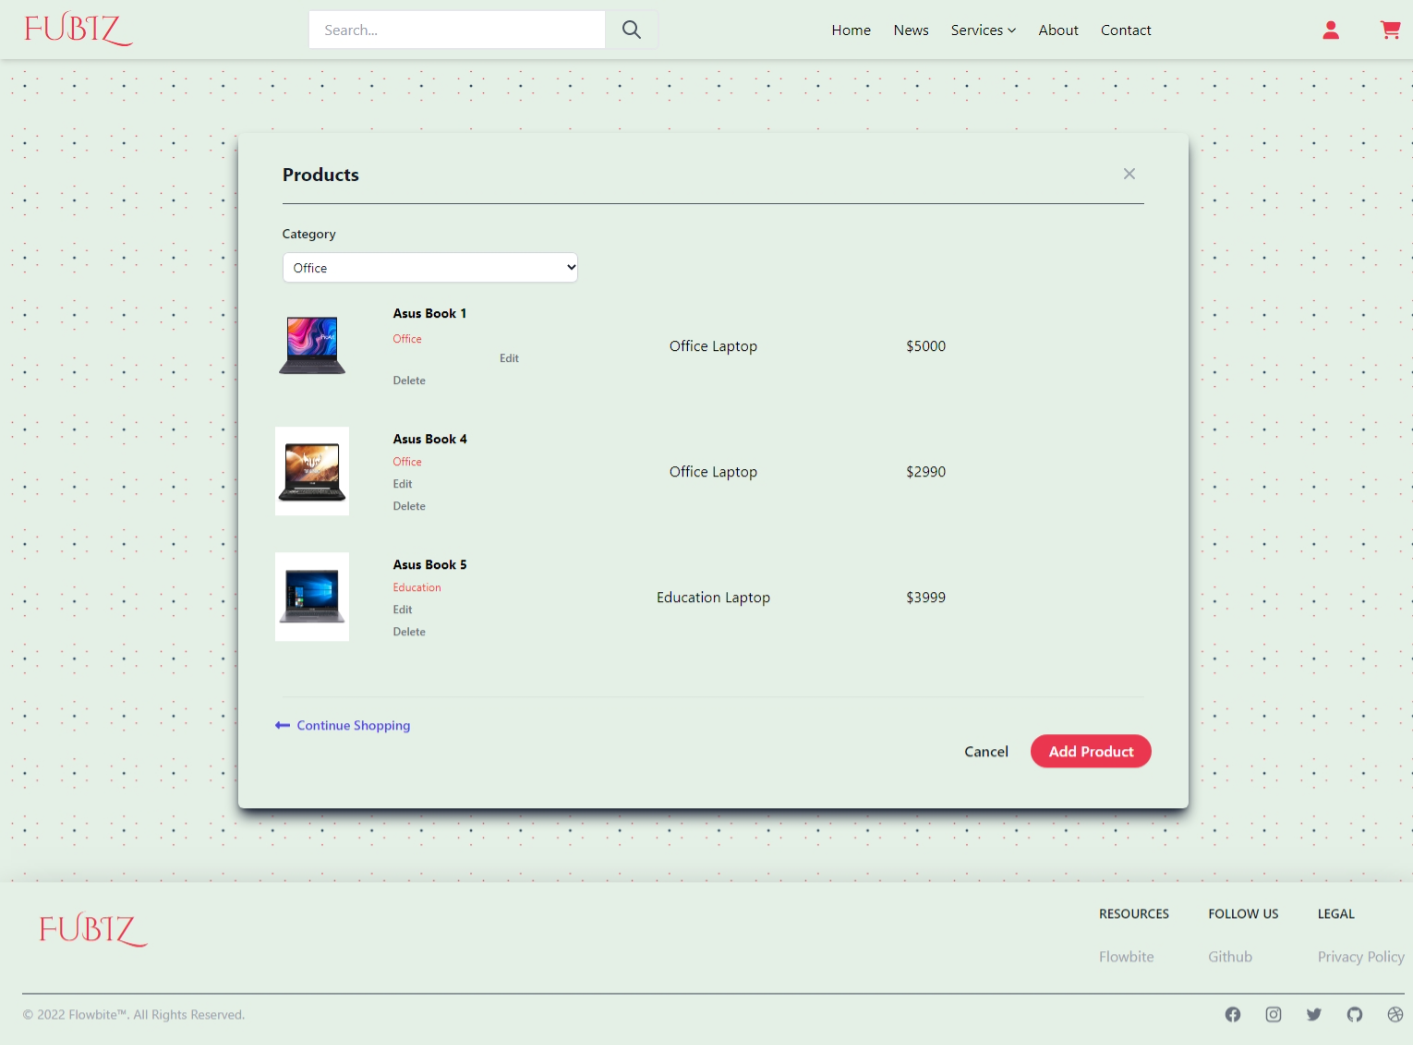 FUBIZ
Search...
Home News Services About Contact
Products
Category
Office
Asus Book 1
Office
Edit
Delete
Office Laptop
$5000
Asus Book 4
Office
Edit
Delete
Office Laptop
$2990
Asus Book 5
Education
Edit
Delete
Education Laptop
$3999
Continue Shopping
Cancel
Add Product
FUBIZ
RESOURCES FOLLOW US LEGAL
Flowbite Github Privacy Policy
© 2022 Flowbite™. All Rights Reserved.